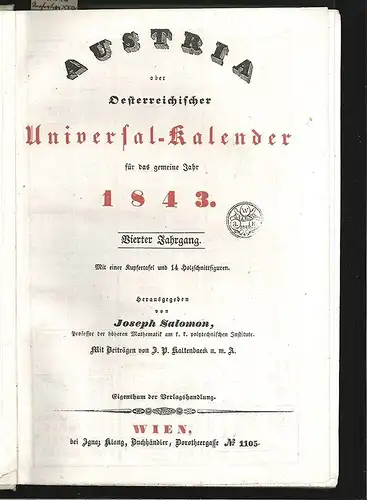 AUSTRIA
oder
Oesterreichischer
Universal-Kalender
für das gemeine Jahr
1843.
Vierter Jahrgang.
Mit einer Kupfertafel und 14 Holzschnittfiguren.
Herausgegeben
von
Joseph Salomon,
Professor der höheren Mathematik am k. k. polytechnischen Institute.
Mit Beiträgen von J. P. Kaltenbaeck u. m. A.
Eigenthum der Verlagshandlung.
WIEN,
bei Ignaz Klang, Buchhändler, Dorotheergasse № 1105.